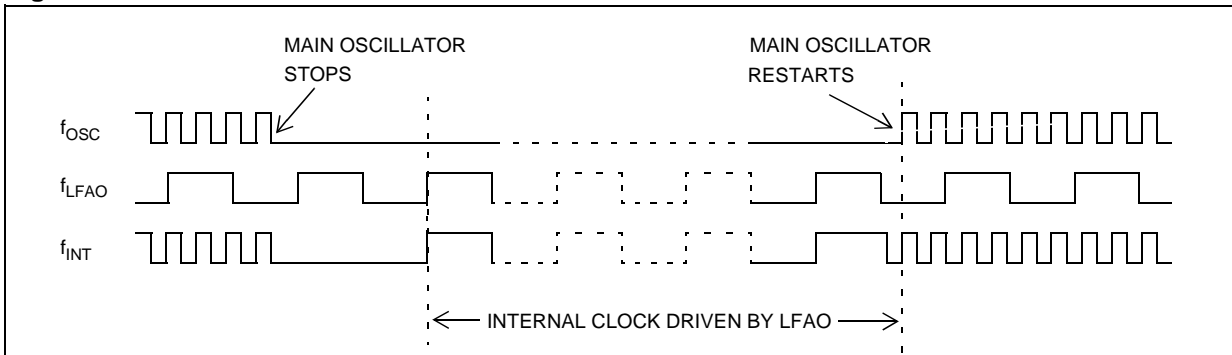 MAIN OSCILLATOR
STOPS
MAIN OSCILLATOR
RESTARTS
fOSC
fLFAO
fINT
INTERNAL CLOCK DRIVEN BY LFAO